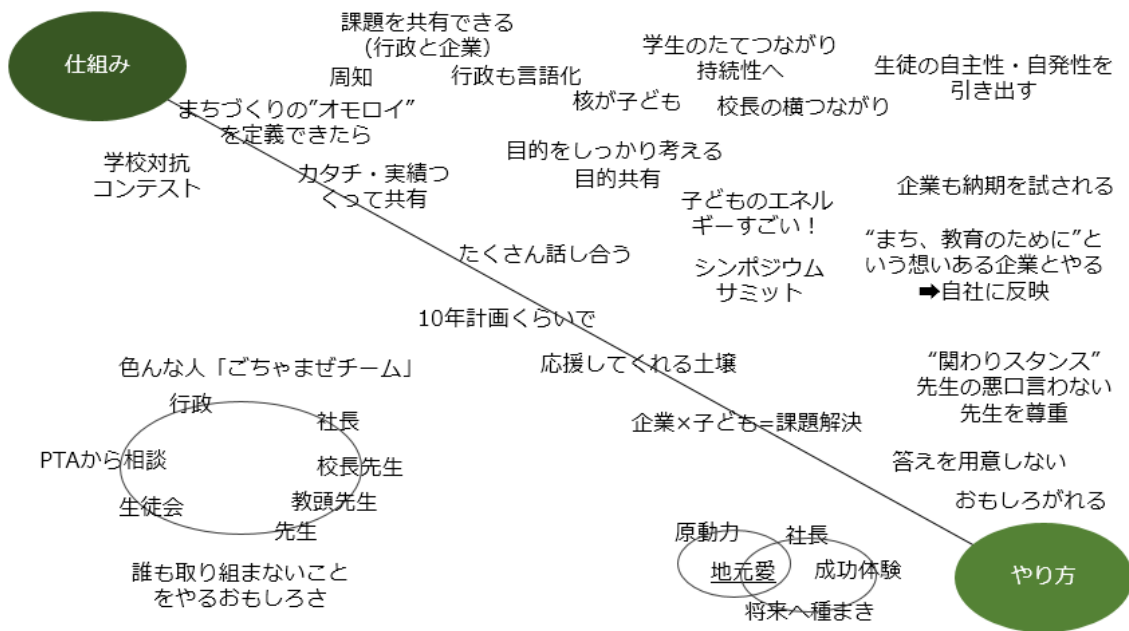 仕組み
課題を共有できる
(行政と企業)
周知
行政も言語化
学生のたてつながり
持続性へ
核が子ども
校長の横つながり
生徒の自主性・自発性を
引き出す
まちづくりの”オモロイ”
を定義できたら
学校対抗
コンテスト
カタチ・実績つ
くって共有
目的をしっかり考える
目的共有
子どものエネル
ギーすごい！
企業も納期を試される
たくさん話し合う
シンポジウム
サミット
“まち、教育のために”と
いう想いある企業とやる
➡自社に反映
10年計画くらいで
応援してくれる土壌
“関わりスタンス”
先生の悪口言わない
先生を尊重
色んな人「ごちゃまぜチーム」
行政
社長
PTAから相談
校長先生
生徒会
教頭先生
先生
企業×子ども=課題解決
答えを用意しない
おもしろがれる
誰も取り組まないこと
をやるおもしろさ
原動力
社長
地元愛
成功体験
将来へ種まき
やり方